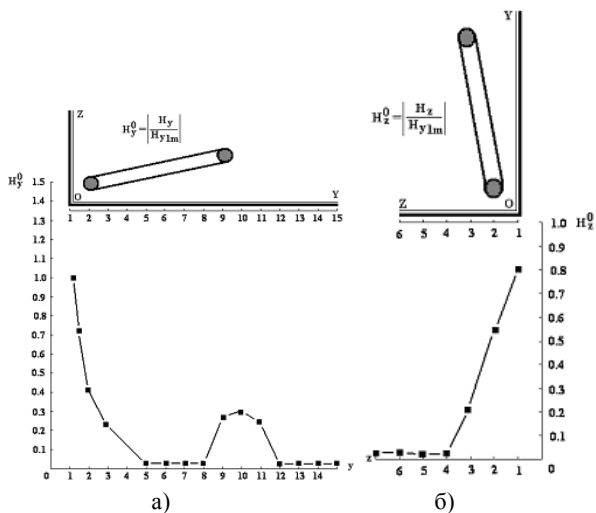 Y
Z
H_y^0=|H_y/H_y1m|
O
Y
1 2 3 4 5 6 7 8 9 10 11 12 13 14 15
H_y^0
1.5
1.4
1.3
1.2
1.1
1.0
0.9
0.8
0.7
0.6
0.5
0.4
0.3
0.2
0.1
0 1 2 3 4 5 6 7 8 9 10 11 12 13 14 15 y
а)
H_z^0=|H_z/H_y1m|
Z
O
6 5 4 3 2 1
1.0 H_z^0
0.9
0.8
0.7
0.6
0.5
0.4
0.3
0.2
0.1
z 6 5 4 3 2 1 0
б)